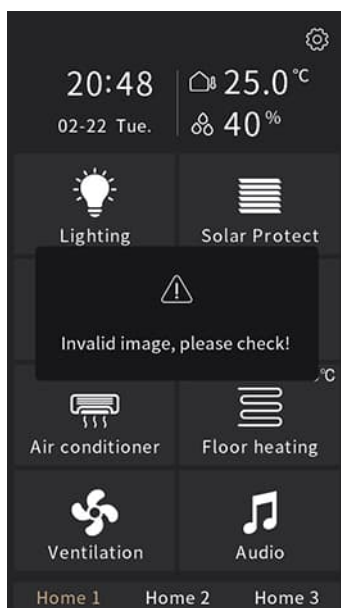 20:48
25.0℃
02-22 Tue.
40%
Lighting
Solar Protect
Invalid image, please check!
℃
Air conditioner
Floor heating
Ventilation
Audio
Home 1
Home 2
Home 3